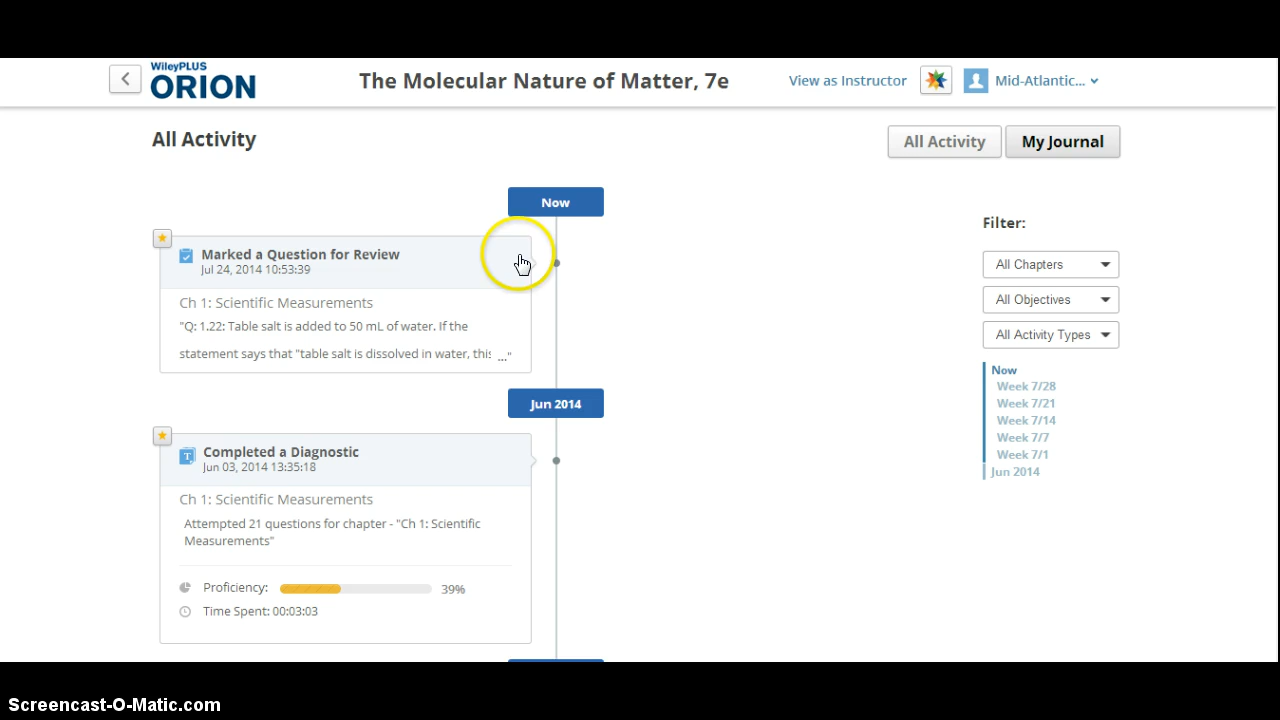 WileyPLUS
ORION
The Molecular Nature of Matter, 7e
View as Instructor
Mid-Atlantic...
All Activity
All Activity
My Journal
Now
Filter:
Marked a Question for Review
Jul 24, 2014 10:53:39
All Chapters
Ch 1: Scientific Measurements
All Objectives
"Q: 1.22: Table salt is added to 50 mL of water. If the
All Activity Types
statement says that "table salt is dissolved in water, this ..."
Now
Week 7/28
Week 7/21
Week 7/14
Week 7/7
Week 7/1
Jun 2014
Jun 2014
T
Completed a Diagnostic
Jun 03, 2014 13:35:18
Ch 1: Scientific Measurements
Attempted 21 questions for chapter - "Ch 1: Scientific
Measurements"
Proficiency: 39%
Time Spent: 00:03:03
Screencast-O-Matic.com